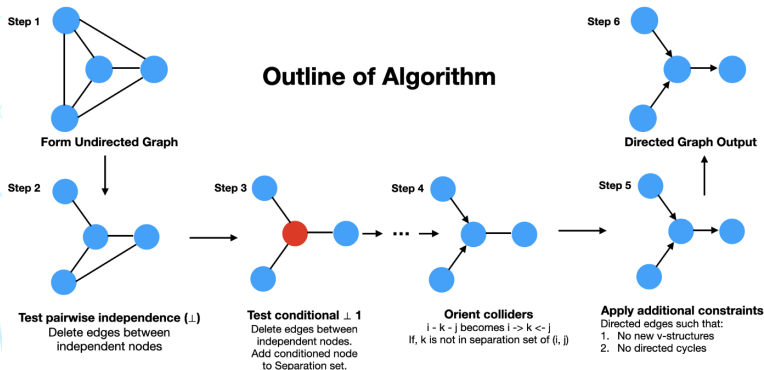 Outline of Algorithm
Step 1
Form Undirected Graph
Step 2
Test pairwise independence (⊥)
Delete edges between
independent nodes
Step 3
Test conditional ⊥ 1
Delete edges between
independent nodes.
Add conditioned node
to Separation set.
...
Step 4
Orient colliders
i - k - j becomes i -> k <- j
If, k is not in separation set of (i, j)
Step 5
Apply additional constraints
Directed edges such that:
1. No new v-structures
2. No directed cycles
Step 6
Directed Graph Output